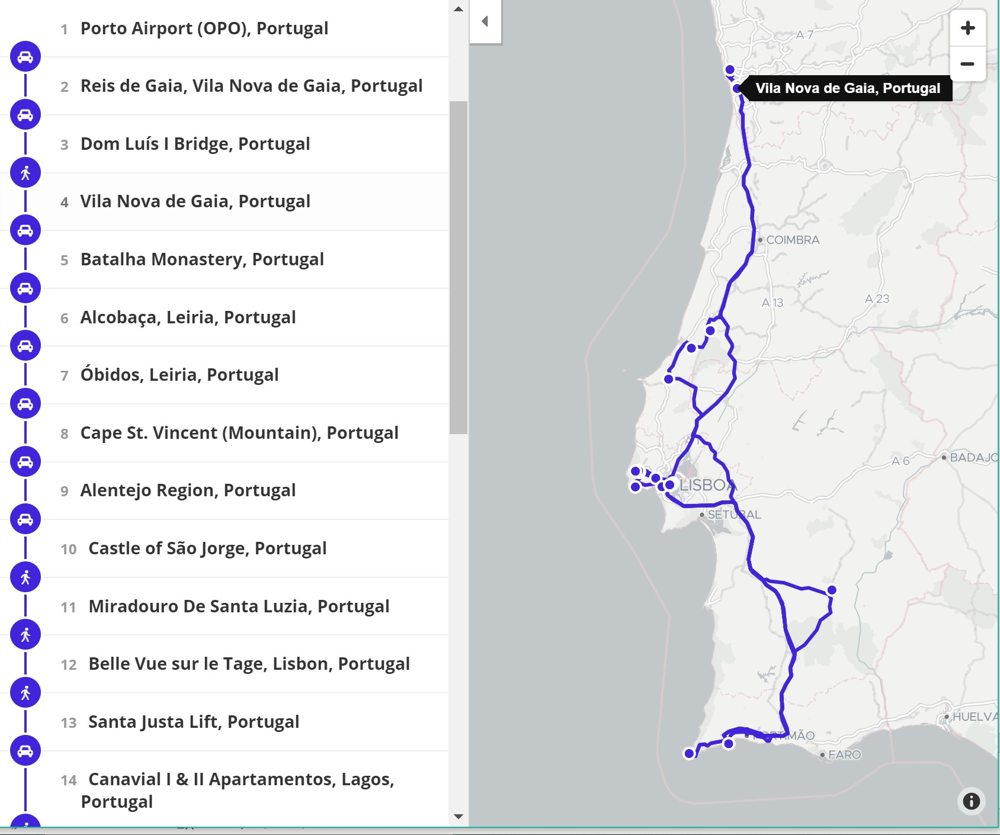 1 Porto Airport (OPO), Portugal
2 Reis de Gaia, Vila Nova de Gaia, Portugal
3 Dom Luís I Bridge, Portugal
4 Vila Nova de Gaia, Portugal
5 Batalha Monastery, Portugal
6 Alcobaça, Leiria, Portugal
7 Óbidos, Leiria, Portugal
8 Cape St. Vincent (Mountain), Portugal
9 Alentejo Region, Portugal
10 Castle of São Jorge, Portugal
11 Miradouro De Santa Luzia, Portugal
12 Belle Vue sur le Tage, Lisbon, Portugal
13 Santa Justa Lift, Portugal
14 Canavial I & II Apartamentos, Lagos,
Portugal
A 7
Vila Nova de Gaia, Portugal
COIMBRA
A 13
A 23
A 6
BADAJO
LISBOA
SETÚBAL
HUELVA
PORTIMÃO
FARO